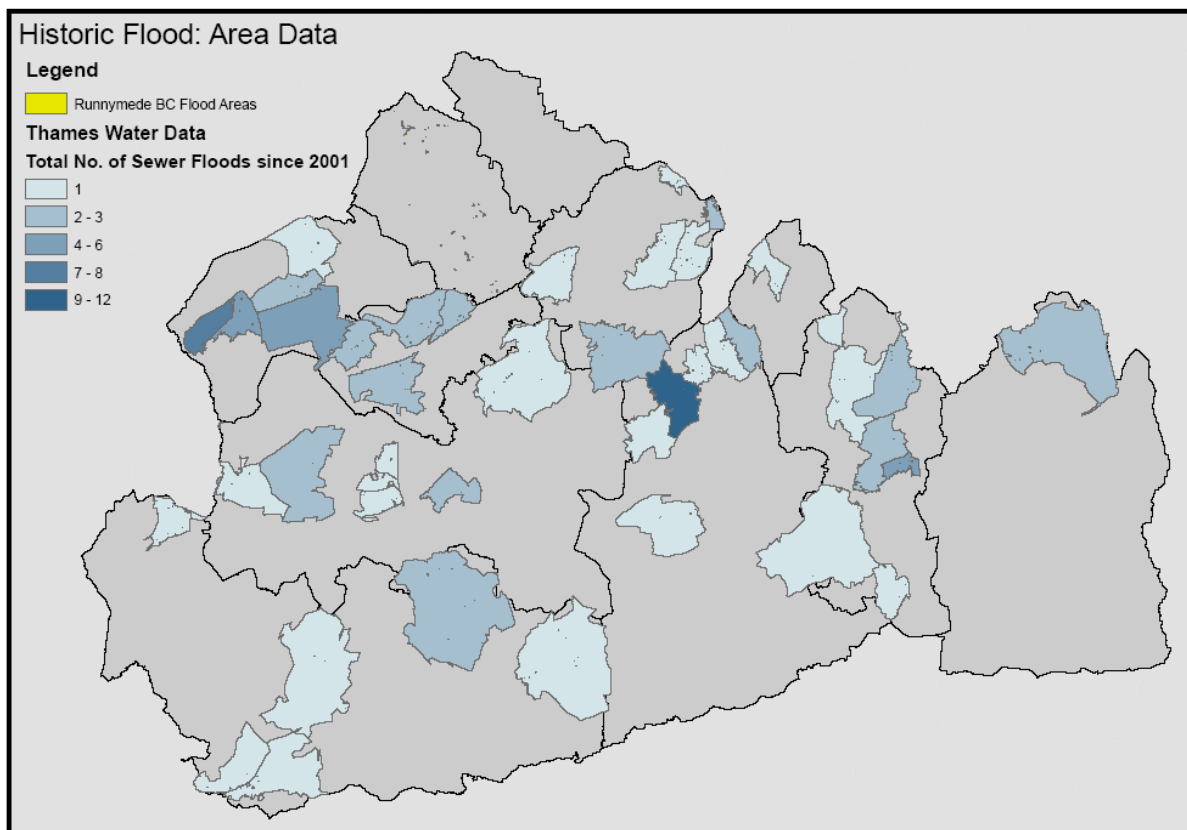 Historic Flood: Area Data
Legend
Runnymede BC Flood Areas
Thames Water Data
Total No. of Sewer Floods since 2001
1
2 - 3
4 - 6
7 - 8
9 - 12